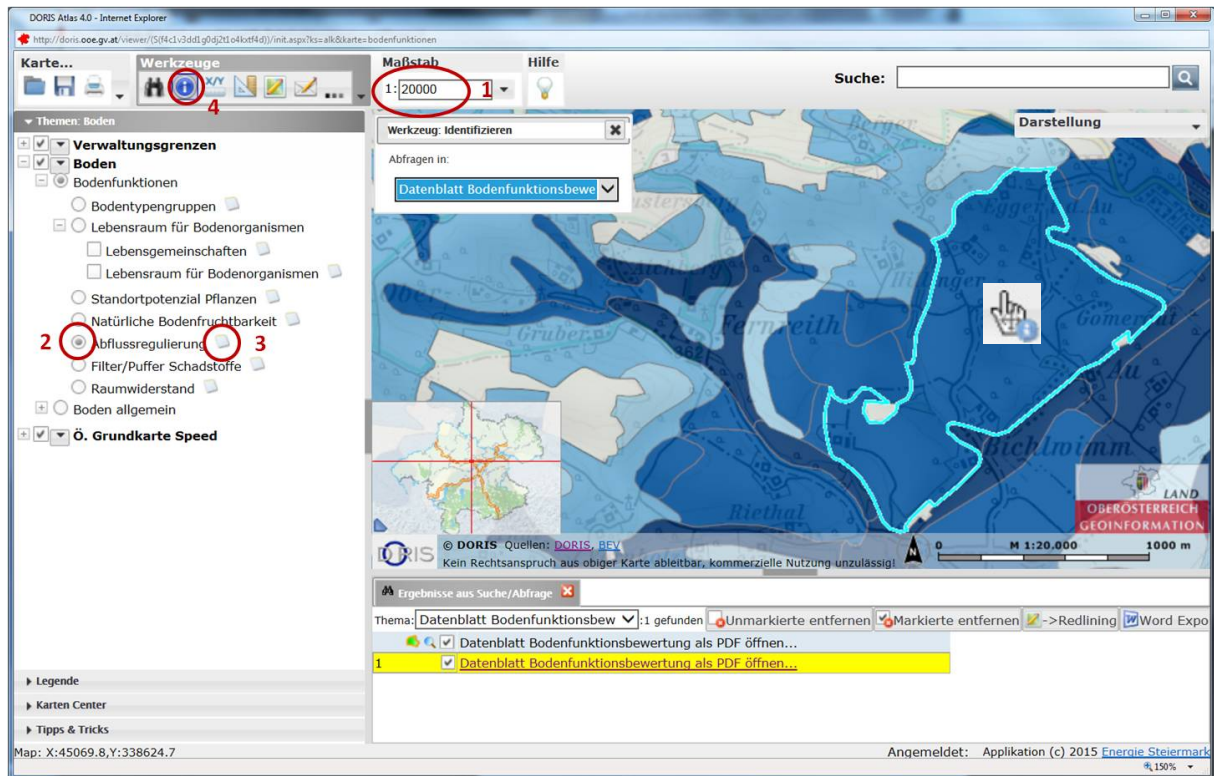 DORIS Atlas 4.0 - Internet Explorer
http://doris.ooe.gv.at/viewer/(S(f4c1v3dd1g0dj2t1o4kxtf4d))/init.aspx?ks=alk&karte=bodenfunktionen
Karte... Werkzeuge Maßstab Hilfe
X/Y ... 1: 20000 1 Suche:
4
Themen: Boden
Verwaltungsgrenzen
Boden
Bodenfunktionen
Bodentypengruppen
Lebensraum für Bodenorganismen
Lebensgemeinschaften
Lebensraum für Bodenorganismen
Standortpotenzial Pflanzen
Natürliche Bodenfruchtbarkeit
2 Abflussregulierung 3
Filter/Puffer Schadstoffe
Raumwiderstand
Boden allgemein
Ö. Grundkarte Speed
Legende
Karten Center
Tipps & Tricks
Werkzeug: Identifizieren
Abfragen in:
Datenblatt Bodenfunktionsbewe
Darstellung
Fernreith
Gruber
362
Riethal
Bichlwimm
Au
LAND
OBERÖSTERREICH
GEOINFORMATION
DORIS © DORIS Quellen: DORIS, BEV
Kein Rechtsanspruch aus obiger Karte ableitbar, kommerzielle Nutzung unzulässig!
N 0 M 1:20,000 1000 m
Ergebnisse aus Suche/Abfrage
Thema: Datenblatt Bodenfunktionsbew :1 gefunden Unmarkierte entfernen Markierte entfernen ->Redlining Word Expo
Datenblatt Bodenfunktionsbewertung als PDF öffnen...
1 Datenblatt Bodenfunktionsbewertung als PDF öffnen...
Map: X:45069.8,Y:338624.7 Angemeldet: Applikation (c) 2015 Energie Steiermark
150%